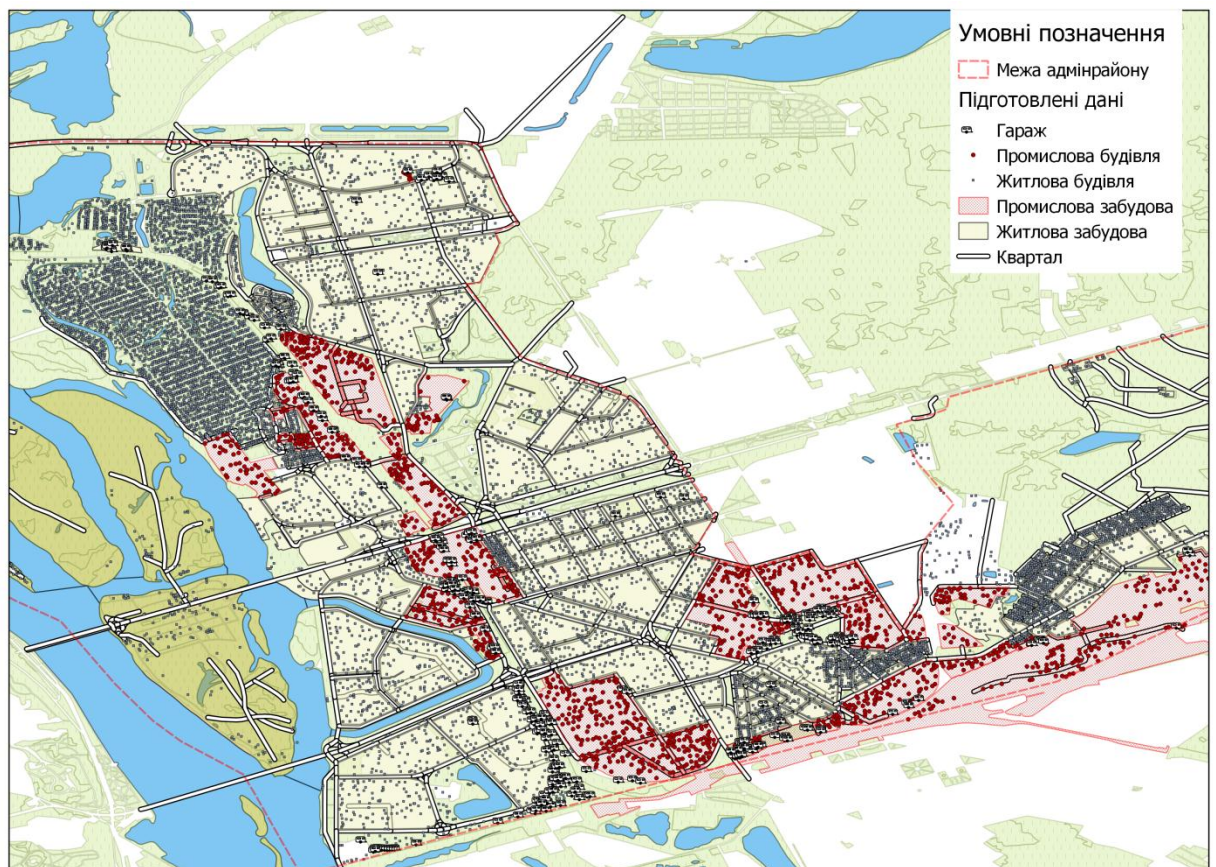 Умовні позначення
Межа адмінрайону
Підготовлені дані
Гараж
Промислова будівля
Житлова будівля
Промислова забудова
Житлова забудова
Квартал